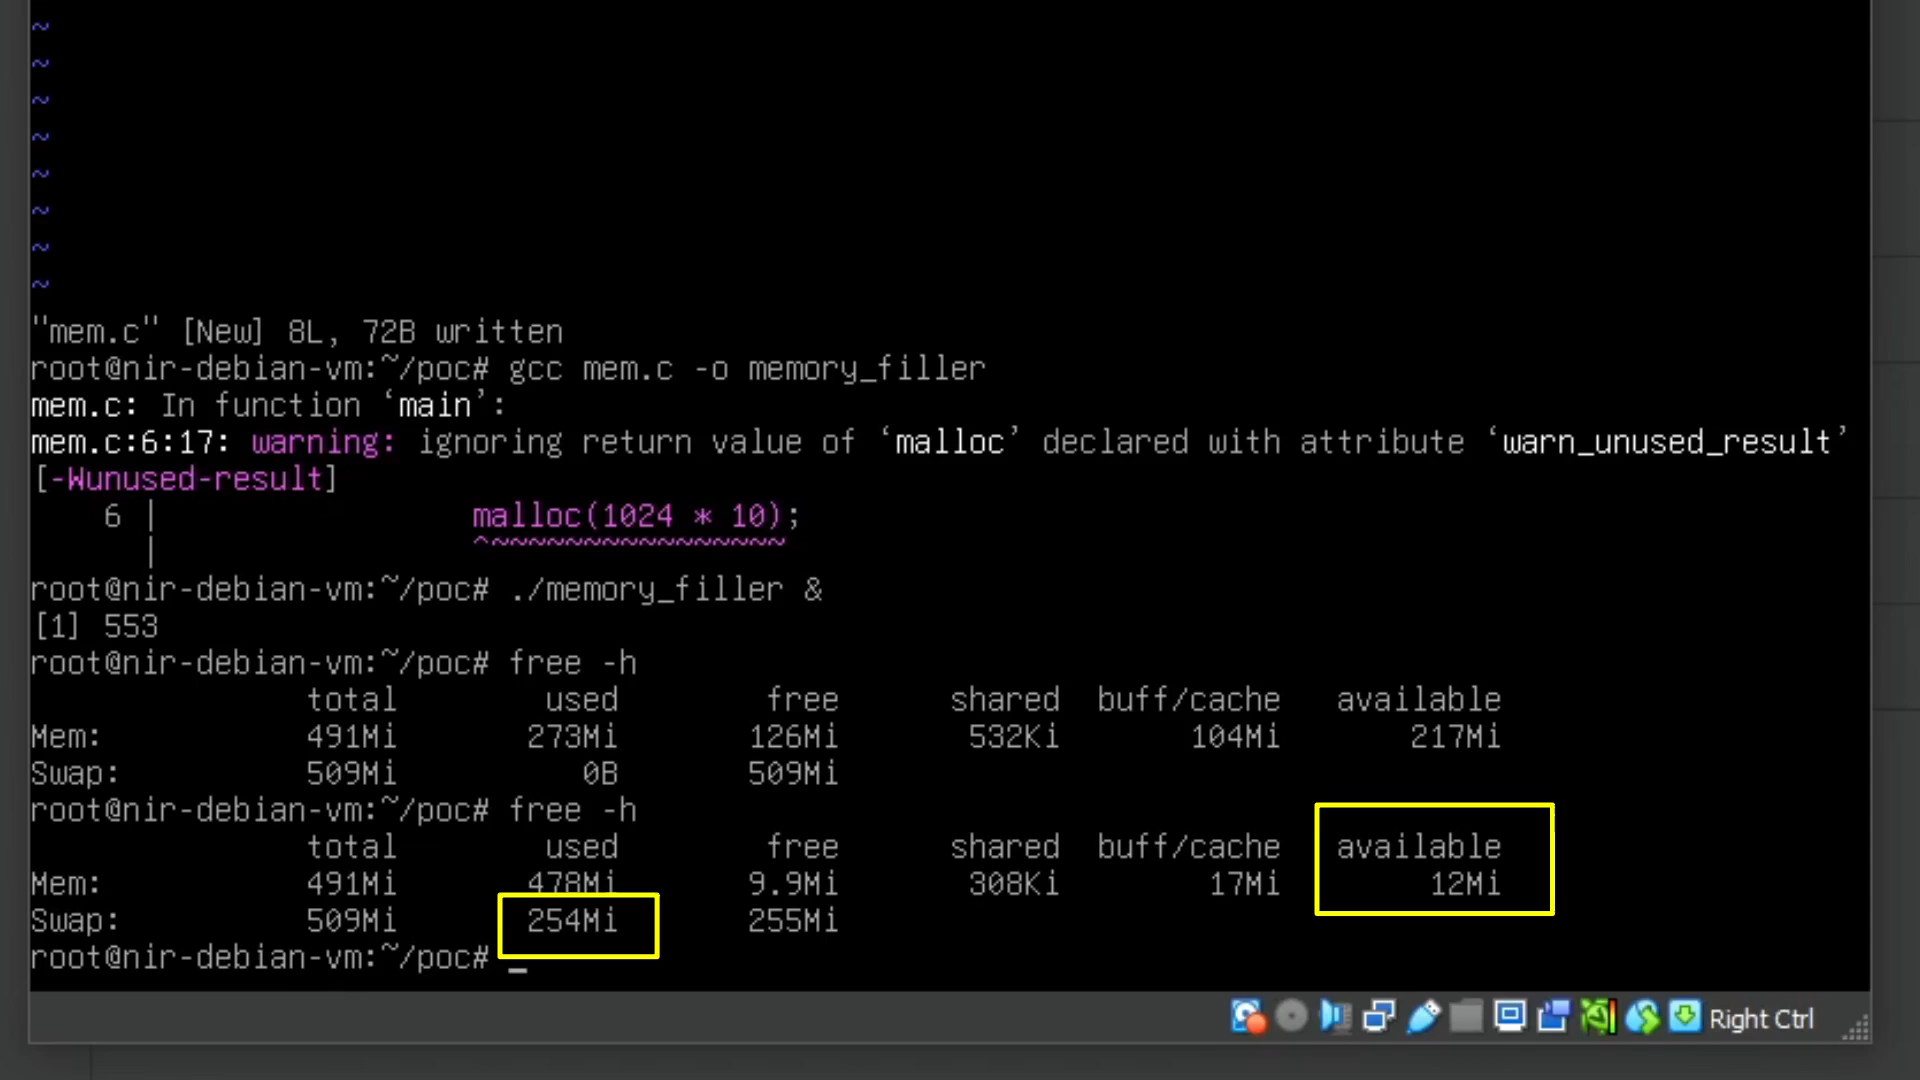 ~
~
~
~
~
~
~
~
"mem.c" [New] 8L, 72B written
root@nir-debian-vm:~/poc# gcc mem.c -o memory_filler
mem.c: In function ‘main’:
mem.c:6:17: warning: ignoring return value of ‘malloc’ declared with attribute ‘warn_unused_result’
[-Wunused-result]
6 | malloc(1024 * 10);
| ^~~~~~~~~~~~~~~~~
root@nir-debian-vm:~/poc# ./memory_filler &
[1] 553
root@nir-debian-vm:~/poc# free -h
total used free shared buff/cache available
Mem: 491Mi 273Mi 126Mi 532Ki 104Mi 217Mi
Swap: 509Mi 0B 509Mi
root@nir-debian-vm:~/poc# free -h
total used free shared buff/cache available
Mem: 491Mi 478Mi 9.9Mi 308Ki 17Mi 12Mi
Swap: 509Mi 254Mi 255Mi
root@nir-debian-vm:~/poc# _
Right Ctrl